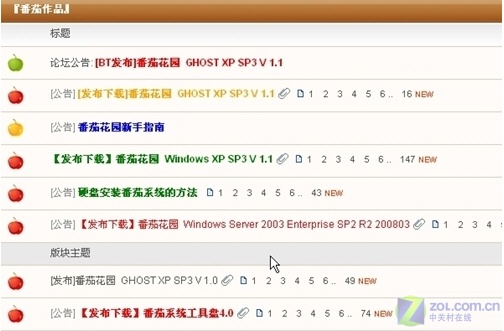 『番茄作品』
标题
论坛公告: [BT发布]番茄花园 GHOST XP SP3 V 1.1
[公告] [发布下载]番茄花园 GHOST XP SP3 V 1.1 1 2 3 4 5 6 .. 16 NEW
[公告] 番茄花园新手指南
【发布下载】番茄花园 Windows XP SP3 V 1.1 1 2 3 4 5 6 .. 147 NEW
[公告] 硬盘安装番茄系统的方法 1 2 3 4 5 6 .. 43 NEW
[公告] 【发布下载】番茄花园 Windows Server 2003 Enterprise SP2 R2 200803 1 2 3 4
版块主题
[发布]番茄花园 GHOST XP SP3 V 1.0 1 2 3 4 5 6 .. 49 NEW
[公告] 【发布下载】番茄系统工具盘4.0 1 2 3 4 5 6 .. 74 NEW
zol.com.cn
中关村在线